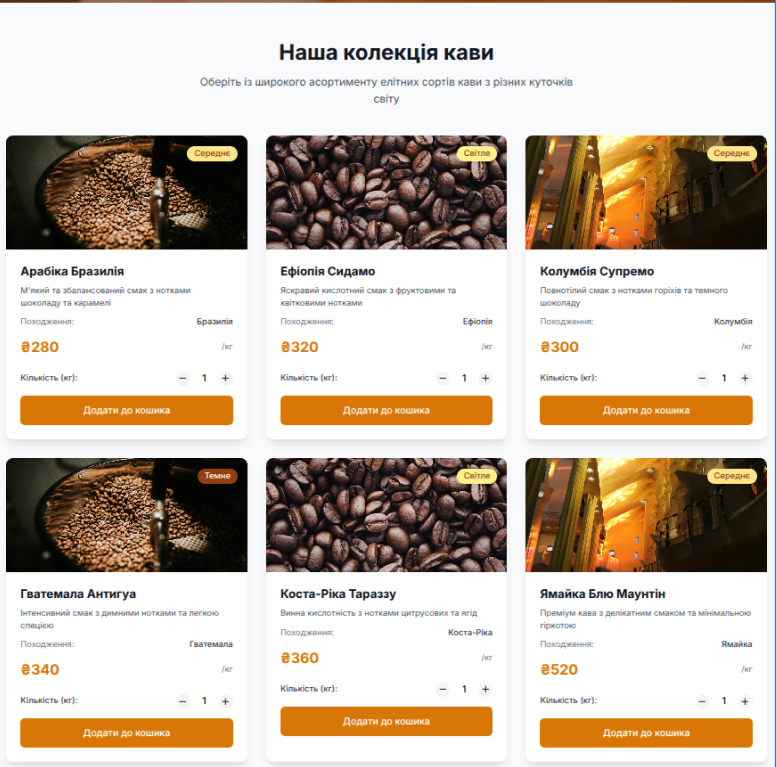 Наша колекція кави
Оберіть із широкого асортименту елітних сортів кави з різних куточків
світу
Середнє
Арабіка Бразилія
М'який та збалансований смак з нотками
шоколаду та карамелі
Походження: Бразилія
₴280 /кг
Кількість (кг): − 1 +
Додати до кошика
Світле
Ефіопія Сидамо
Яскравий кислотний смак з фруктовими та
квітковими нотками
Походження: Ефіопія
₴320 /кг
Кількість (кг): − 1 +
Додати до кошика
Середнє
Колумбія Супремо
Повнотілий смак з нотками горіхів та темного
шоколаду
Походження: Колумбія
₴300 /кг
Кількість (кг): − 1 +
Додати до кошика
Темне
Гватемала Антигуа
Інтенсивний смак з димними нотками та легкою
спецією
Походження: Гватемала
₴340 /кг
Кількість (кг): − 1 +
Додати до кошика
Світле
Коста-Ріка Тараззу
Винна кислотність з нотками цитрусових та ягід
Походження: Коста-Ріка
₴360 /кг
Кількість (кг): − 1 +
Додати до кошика
Середнє
Ямайка Блю Маунтін
Преміум кава з делікатним смаком та мінімальною
гіркотою
Походження: Ямайка
₴520 /кг
Кількість (кг): − 1 +
Додати до кошика